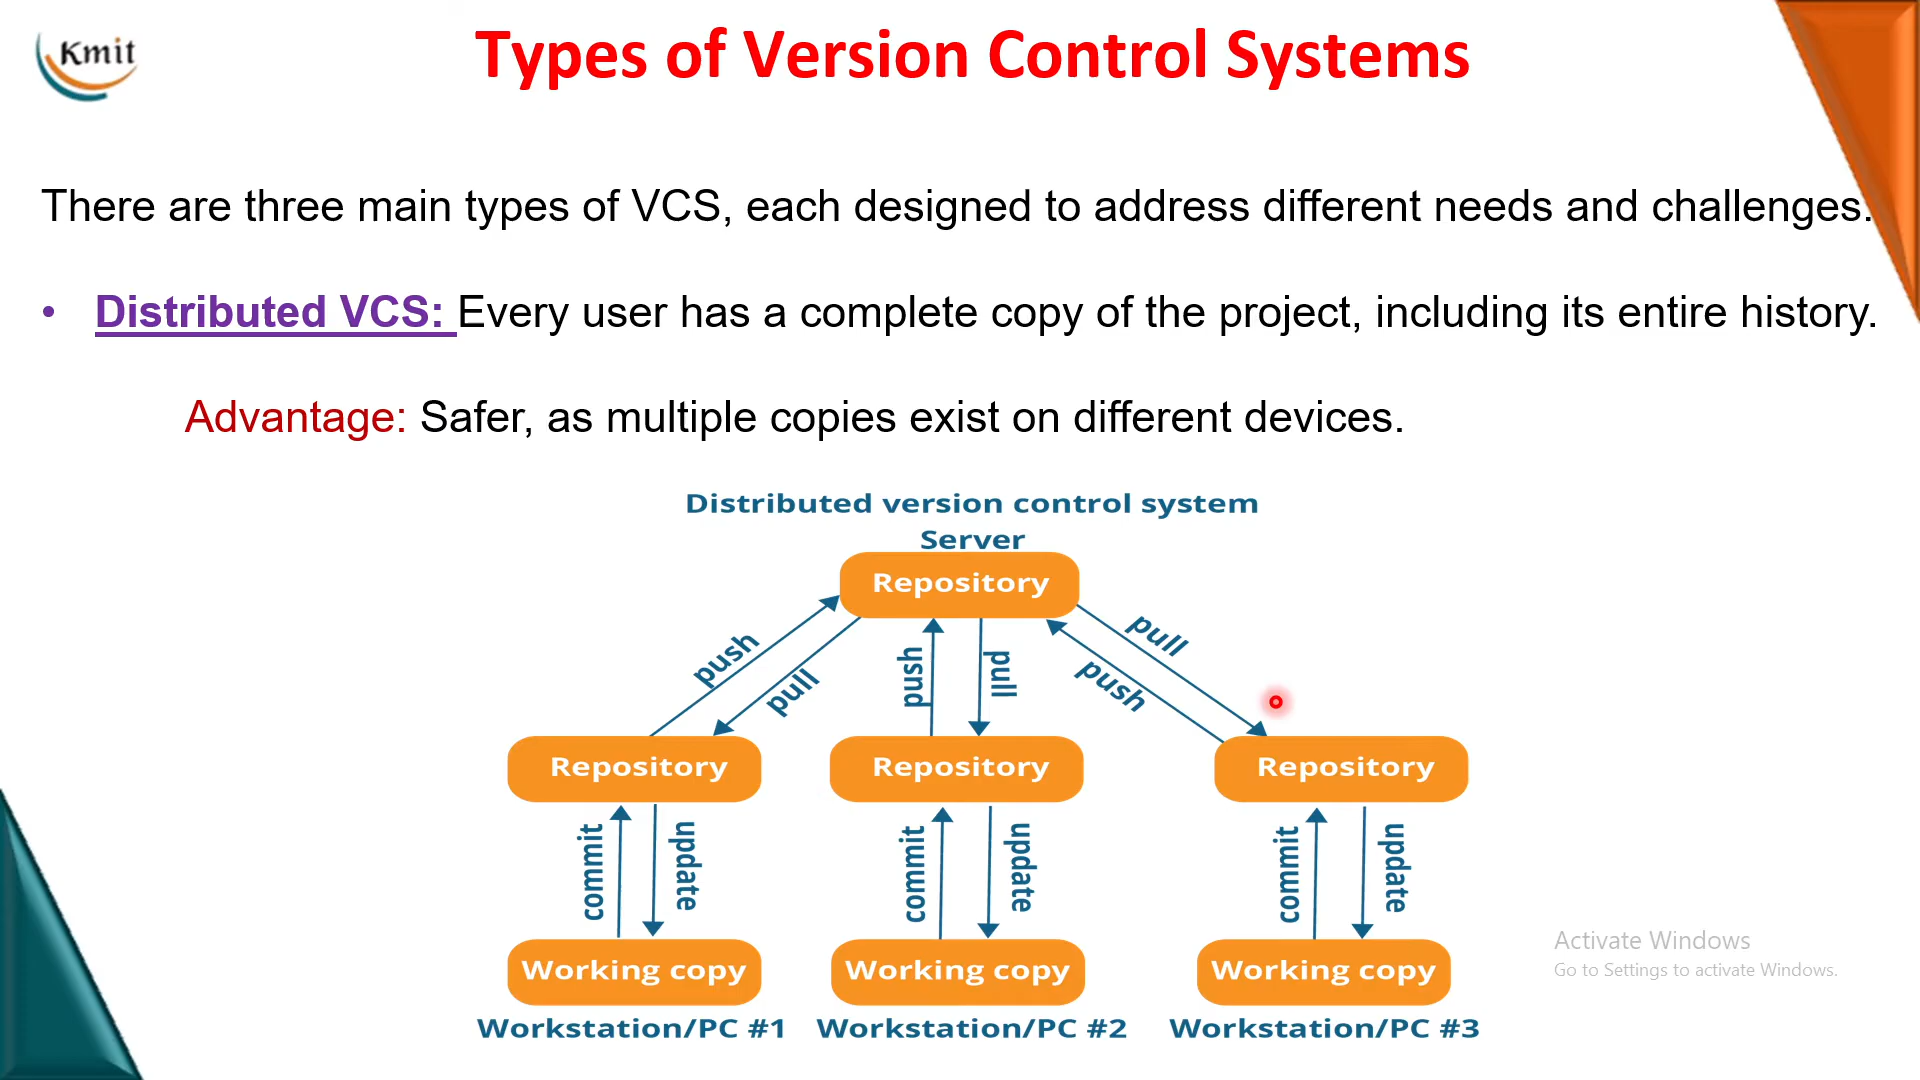 Kmit
Types of Version Control Systems
There are three main types of VCS, each designed to address different needs and challenges.
• Distributed VCS: Every user has a complete copy of the project, including its entire history.
Advantage: Safer, as multiple copies exist on different devices.
Distributed version control system
Server
Repository
push
pull
push
pull
push
pull
Repository
Repository
Repository
commit
update
commit
update
commit
update
Working copy
Working copy
Working copy
Workstation/PC #1
Workstation/PC #2
Workstation/PC #3
Activate Windows
Go to Settings to activate Windows.